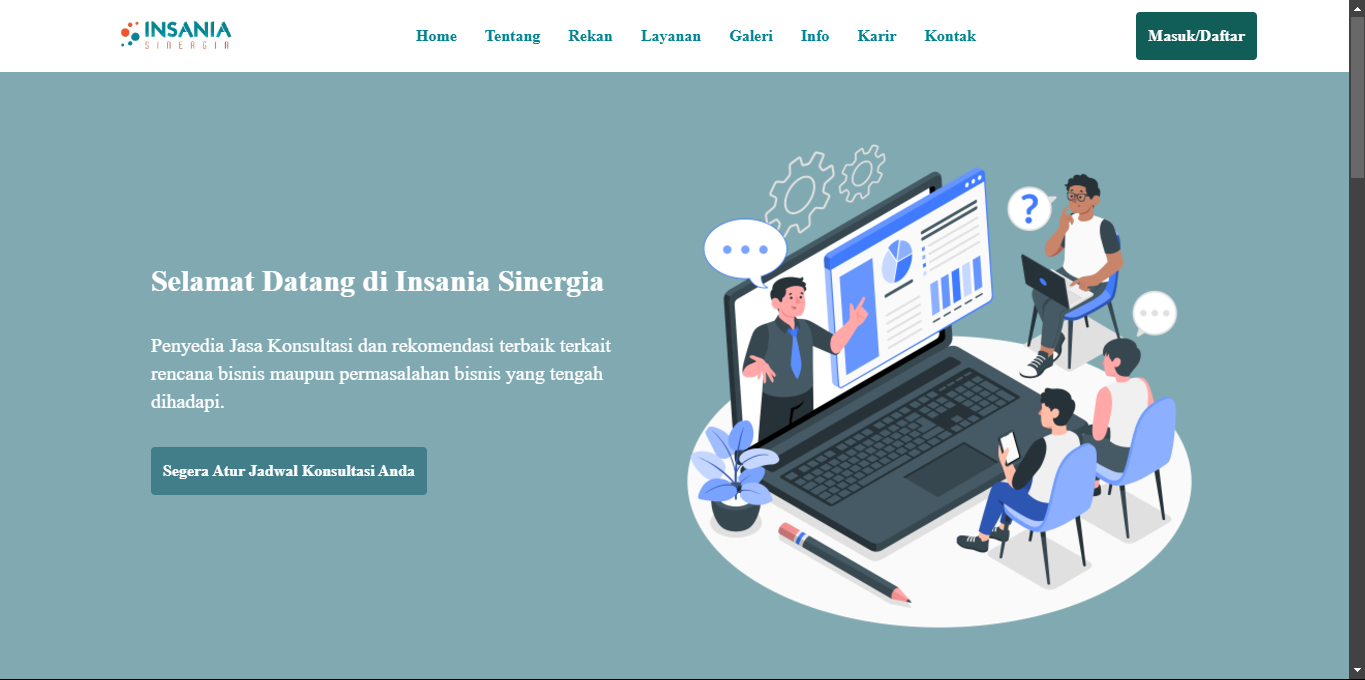 INSANIA
SINERGIA
Home Tentang Rekan Layanan Galeri Info Karir Kontak
Masuk/Daftar
?
Selamat Datang di Insania Sinergia
Penyedia Jasa Konsultasi dan rekomendasi terbaik terkait
rencana bisnis maupun permasalahan bisnis yang tengah
dihadapi.
Segera Atur Jadwal Konsultasi Anda